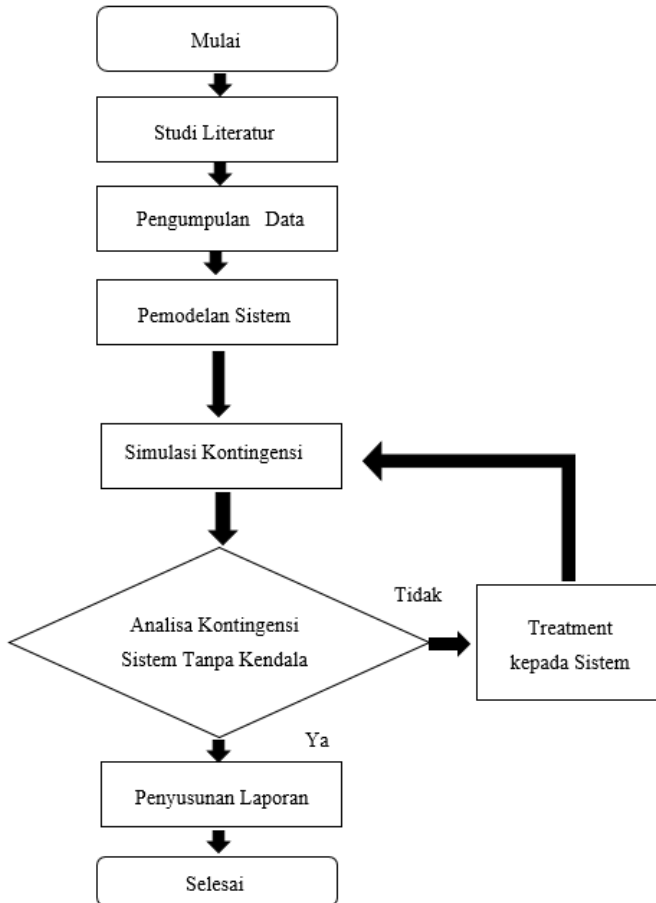 Mulai
Studi Literatur
Pengumpulan Data
Pemodelan Sistem
Simulasi Kontingensi
Analisa Kontingensi
Sistem Tanpa Kendala
Tidak
Treatment
kepada Sistem
Ya
Penyusunan Laporan
Selesai